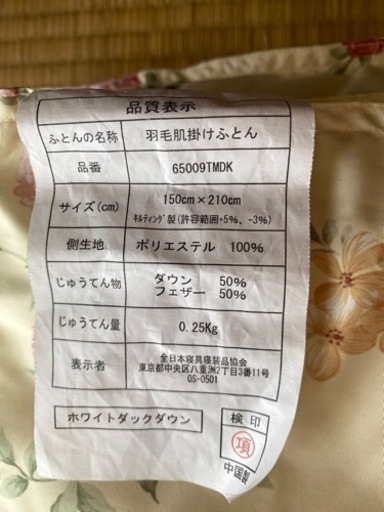 品質表示
ふとんの名称 羽毛肌掛けふとん
品番 65009TMDK
サイズ(cm) 150cm×210cm
キルティング製(許容範囲+5%、-3%)
側生地 ポリエステル 100%
じゅうてん物 ダウン 50%
フェザー 50%
じゅうてん量 0.25Kg
表示者 全日本寝具寝装品協会
東京都中央区八重洲2丁目3番11号
OS-0501
ホワイトダックダウン
検印
項
中国製